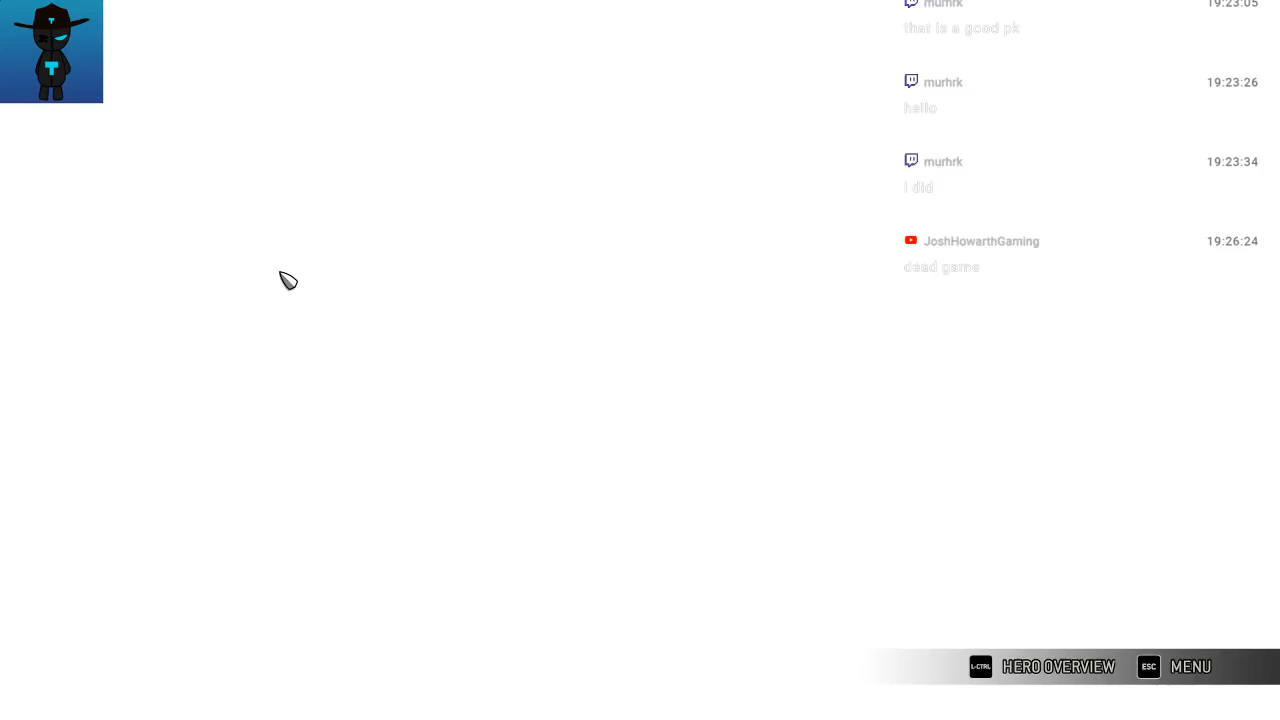 T
T
murhrk 19:23:05
that is a good pk
murhrk 19:23:26
hello
murhrk 19:23:34
I did
JoshHowarthGaming 19:26:24
dead game
L-CTRL HERO OVERVIEW ESC MENU